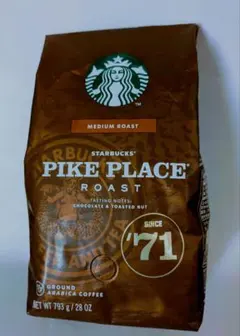 MEDIUM ROAST
STARBUCKS®
PIKE PLACE®
ROAST
TASTING NOTES:
CHOCOLATE & TOASTED NUT
SINCE
'71
GROUND
ARABICA COFFEE
NET WT 793 g / 28 OZ